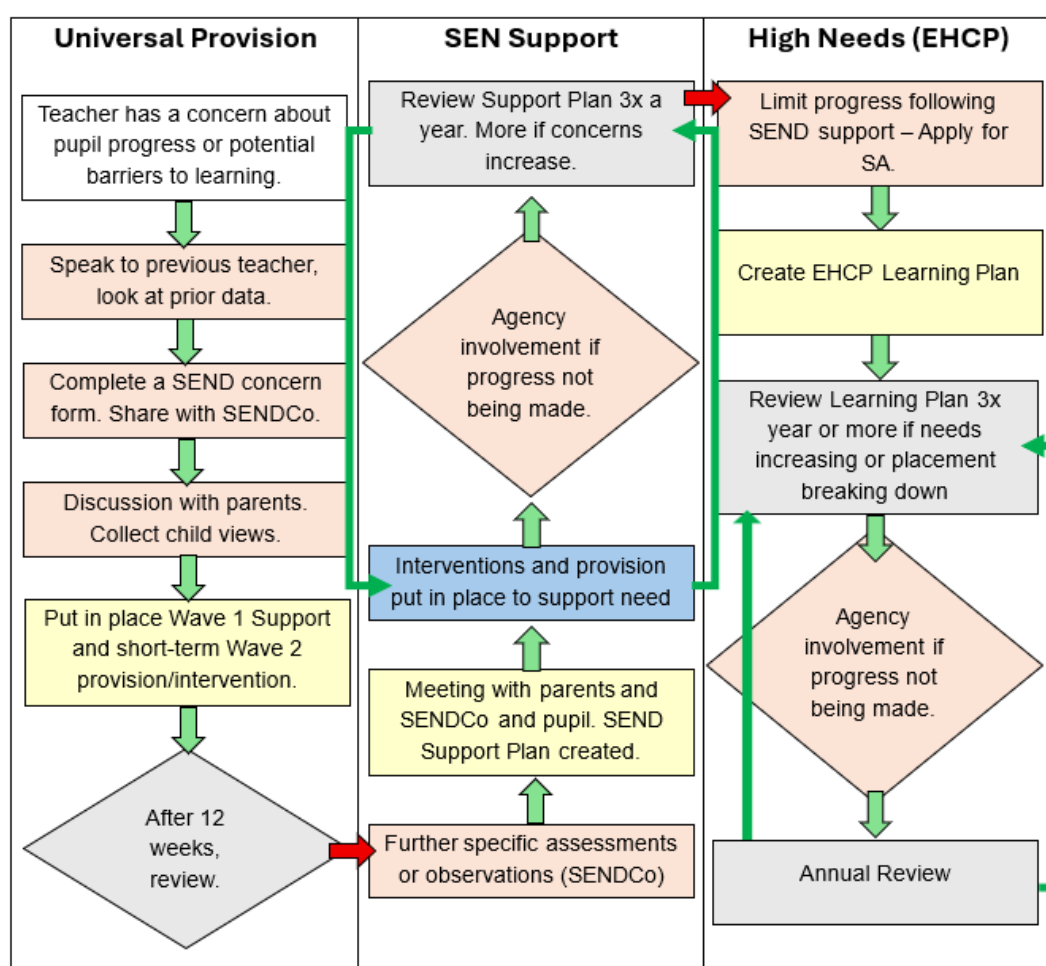 Universal Provision
Teacher has a concern about
pupil progress or potential
barriers to learning.
Speak to previous teacher,
look at prior data.
Complete a SEND concern
form. Share with SENDCo.
Discussion with parents.
Collect child views.
Put in place Wave 1 Support
and short-term Wave 2
provision/intervention.
After 12
weeks,
review.
SEN Support
Review Support Plan 3x a
year. More if concerns
increase.
Agency
involvement if
progress not
being made.
Interventions and provision
put in place to support need
Meeting with parents and
SENDCo and pupil. SEND
Support Plan created.
Further specific assessments
or observations (SENDCo)
High Needs (EHCP)
Limit progress following
SEND support – Apply for
SA.
Create EHCP Learning Plan
Review Learning Plan 3x
year or more if needs
increasing or placement
breaking down
Agency
involvement if
progress not
being made.
Annual Review